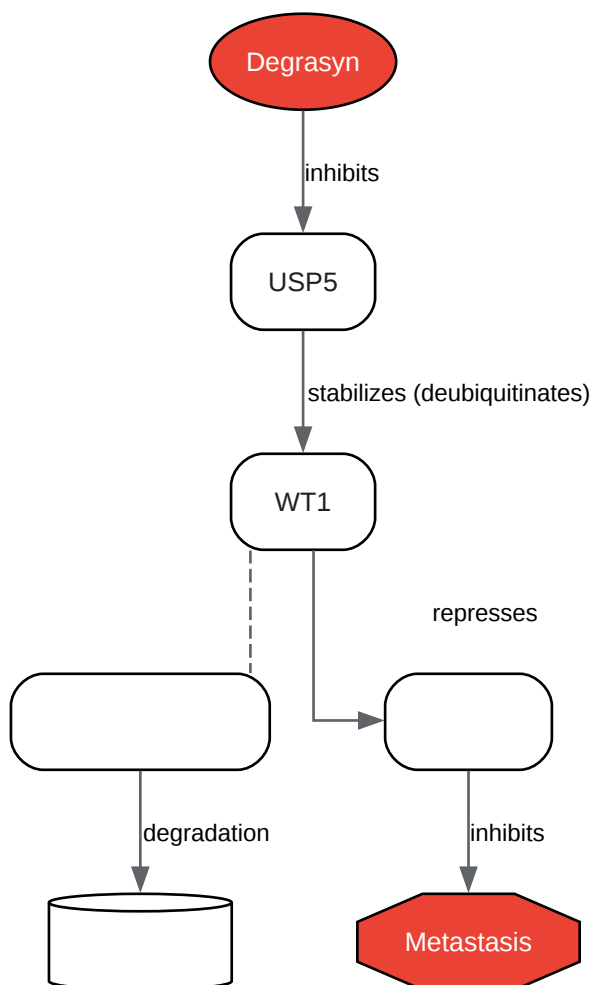 Degrasyn
inhibits
USP5
stabilizes (deubiquitinates)
WT1
represses
degradation
inhibits
Metastasis